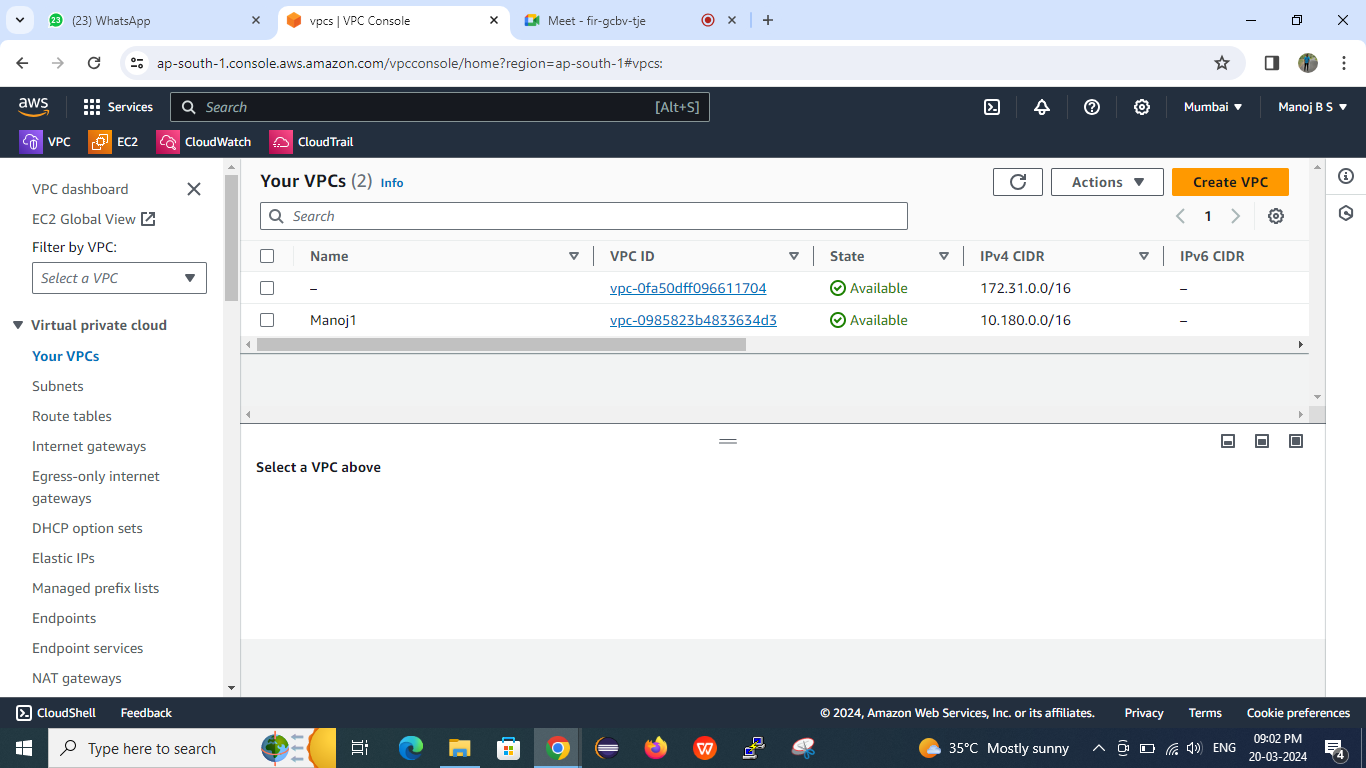 (23) WhatsApp
vpcs | VPC Console
Meet - fir-gcbv-tje
ap-south-1.console.aws.amazon.com/vpcconsole/home?region=ap-south-1#vpcs:
aws
Services
Search
[Alt+S]
Mumbai
Manoj B S
VPC
EC2
CloudWatch
CloudTrail
VPC dashboard
EC2 Global View
Filter by VPC:
Select a VPC
Virtual private cloud
Your VPCs
Subnets
Route tables
Internet gateways
Egress-only internet
gateways
DHCP option sets
Elastic IPs
Managed prefix lists
Endpoints
Endpoint services
NAT gateways
Your VPCs (2) Info
Actions
Create VPC
Search
1
Name VPC ID State IPv4 CIDR IPv6 CIDR
– vpc-0fa50dff096611704 Available 172.31.0.0/16 –
Manoj1 vpc-0985823b4833634d3 Available 10.180.0.0/16 –
Select a VPC above
CloudShell
Feedback
© 2024, Amazon Web Services, Inc. or its affiliates.
Privacy
Terms
Cookie preferences
Type here to search
35°C Mostly sunny
ENG
09:02 PM
20-03-2024
4